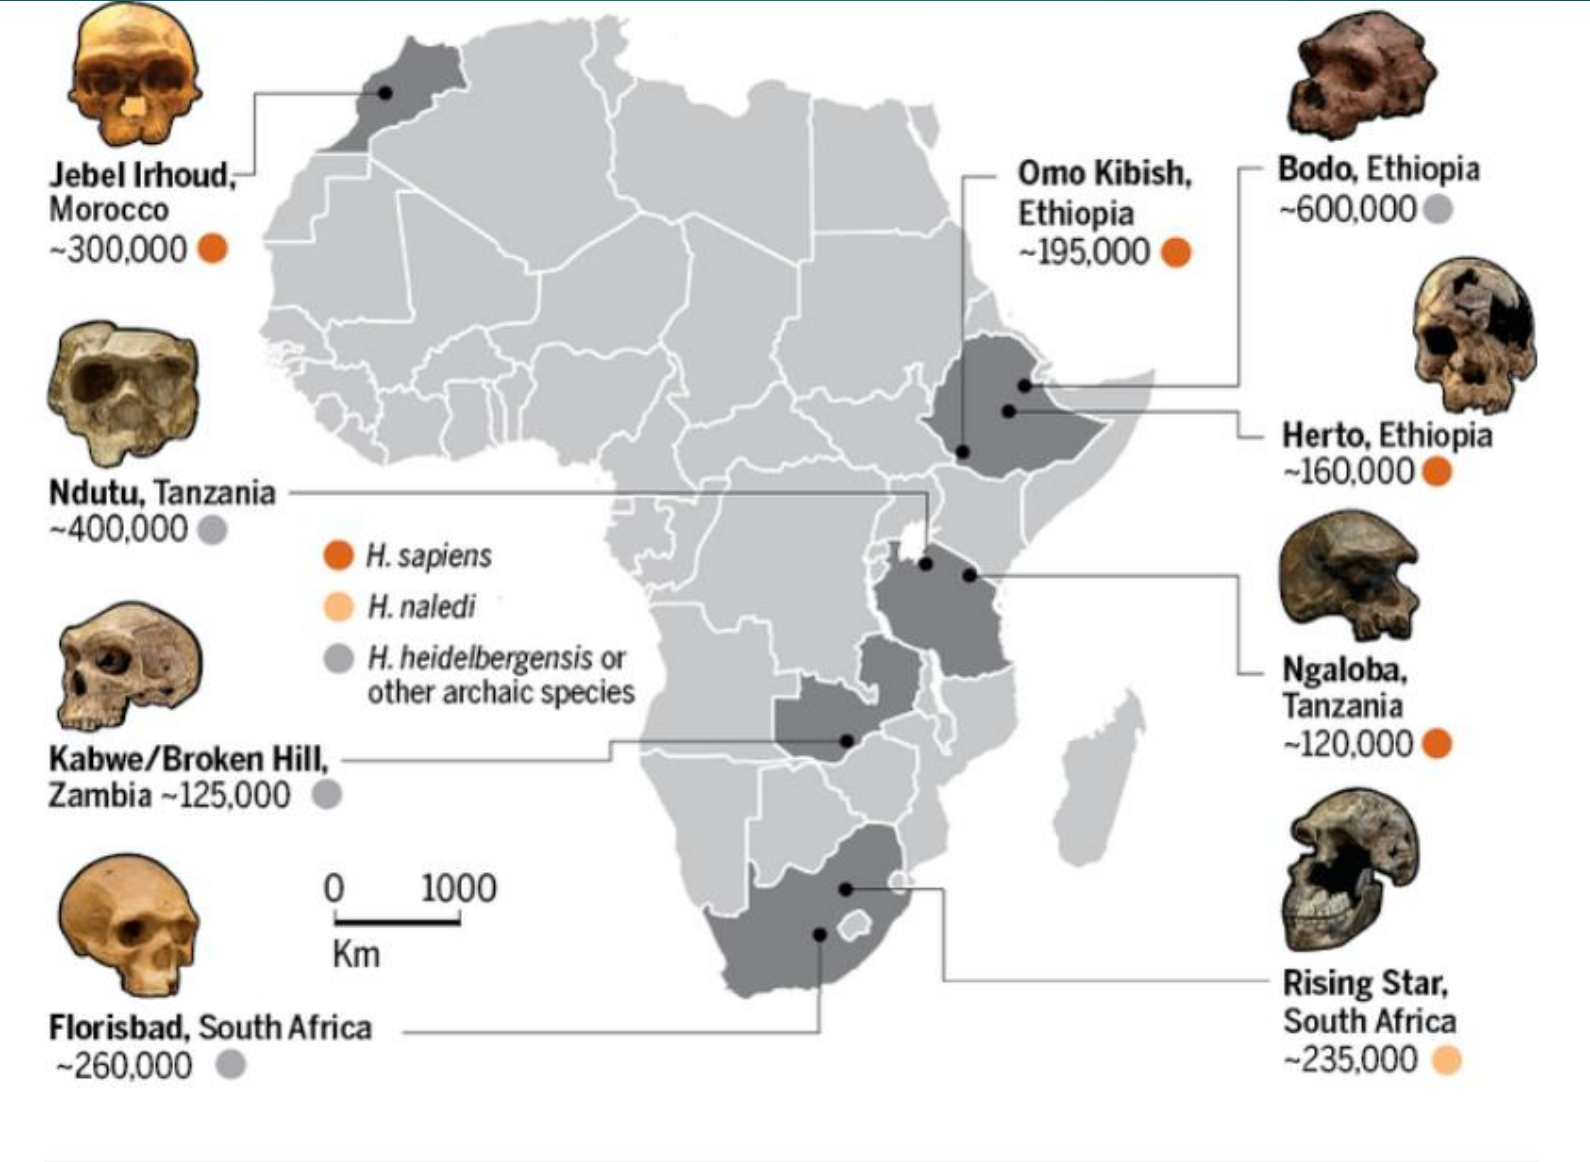 Jebel Irhoud,
Morocco
~300,000
Ndutu, Tanzania
~400,000
Kabwe/Broken Hill,
Zambia ~125,000
Florisbad, South Africa
~260,000
H. sapiens
H. naledi
H. heidelbergensis or
other archaic species
0 1000
Km
Omo Kibish,
Ethiopia
~195,000
Bodo, Ethiopia
~600,000
Herto, Ethiopia
~160,000
Ngaloba,
Tanzania
~120,000
Rising Star,
South Africa
~235,000